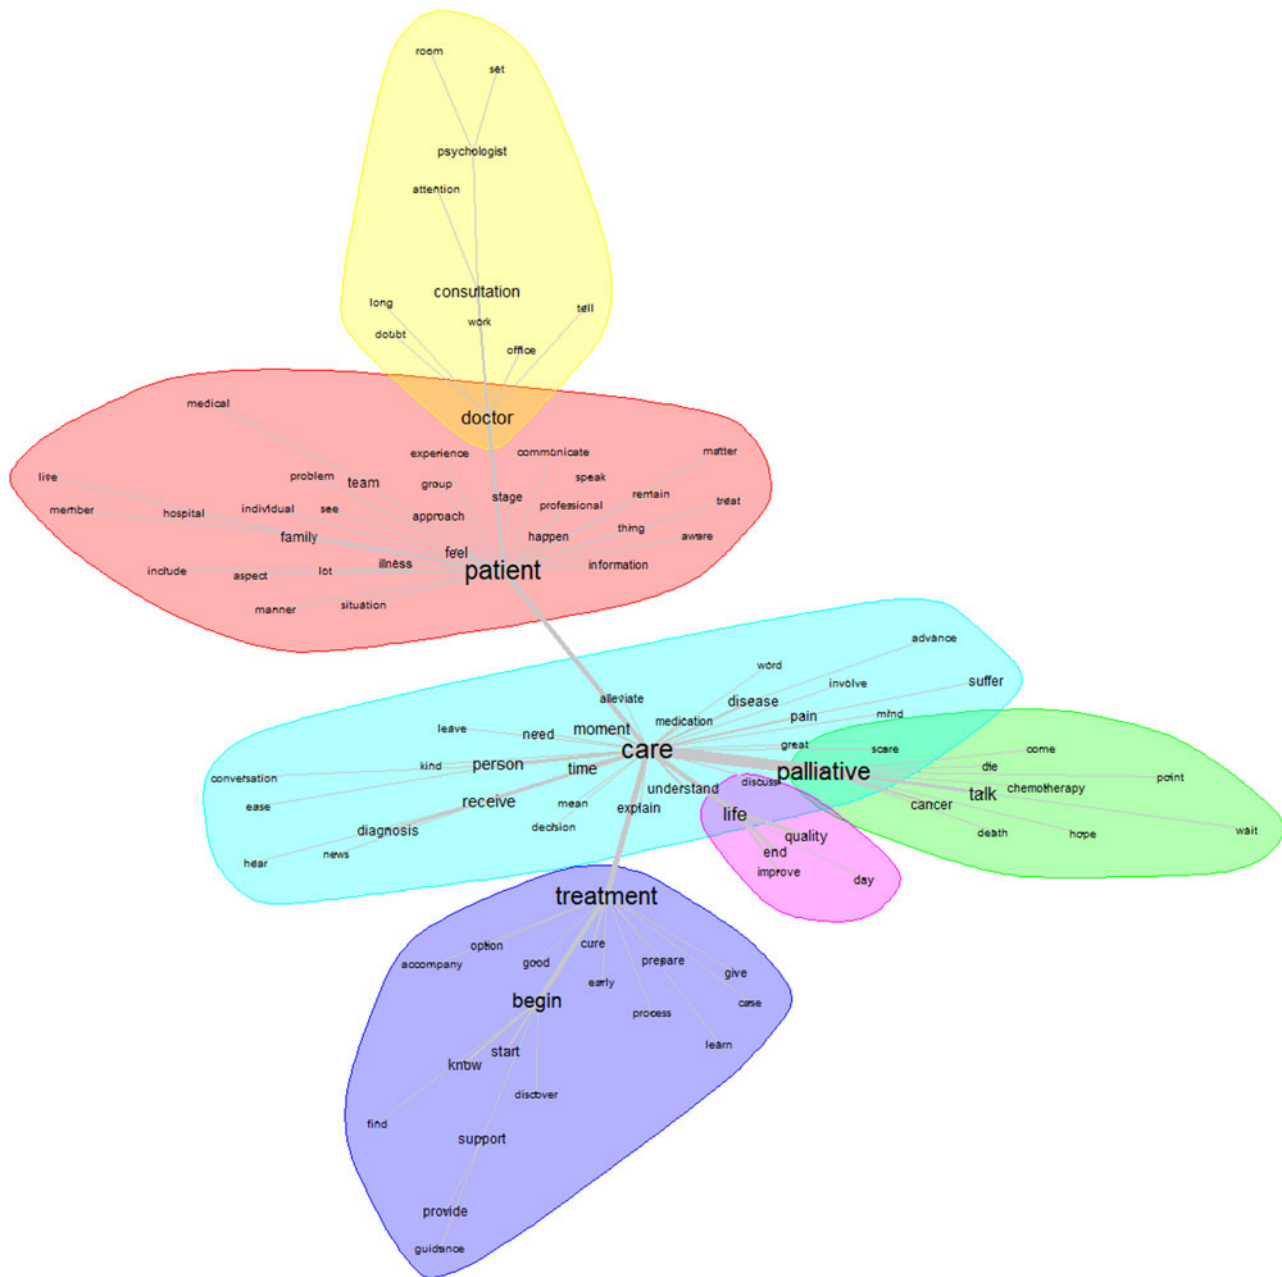 room
set
psychologist
attention
consultation
long
tell
work
doubt
office
medical
doctor
experience
communicate
matter
live
problem
team
group
speak
stage
remain
treat
member
hospital
individual
see
approach
professional
family
happen
thing
aware
feel
include
aspect
lot
illness
patient
information
manner
situation
advance
word
suffer
alleviate
disease
involve
leave
need
moment
medication
pain
mind
care
great
scare
come
conversation
kind
person
time
palliative
die
point
discuss
understand
chemotherapy
talk
ease
receive
mean
explain
life
cancer
diagnosis
decision
quality
death
hope
wait
hear
news
end
improve
day
treatment
accompany
option
good
cure
prepare
give
early
begin
process
case
know
start
learn
discover
find
support
provide
guidance